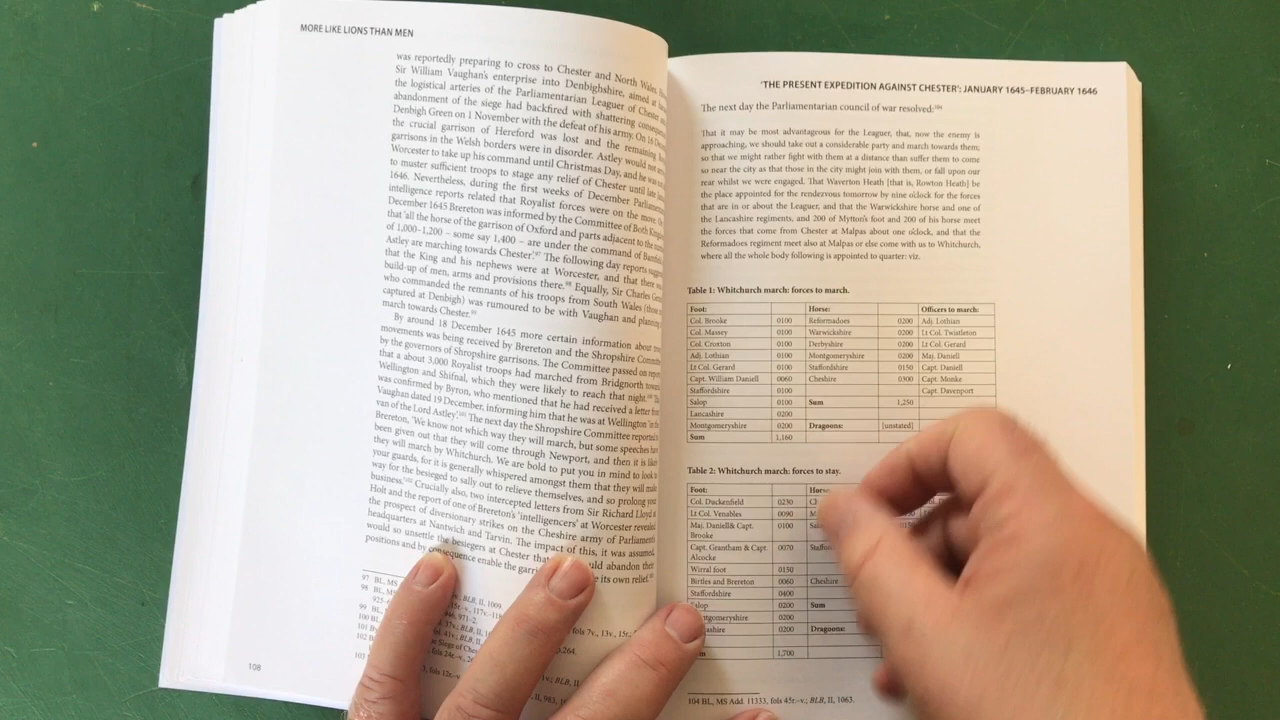 MORE LIKE LIONS THAN MEN
was reportedly preparing to cross to Chester and North Wales.
Sir William Vaughan's enterprise into Denbighshire, aimed at
the logistical arteries of the Parliamentarian Leaguer of Chester
abandonment of the siege had backfired with shattering
Denbigh Green on 1 November with the defeat of his army. On
the crucial garrison of Hereford was lost and the remaining
garrisons in the Welsh borders were in disorder. Astley would not
Worcester to take up his command until Christmas Day, and he was
to muster sufficient troops to stage any relief of Chester until late
1646. Nevertheless, during the first weeks of December
intelligence reports related that Royalist forces were on the move.
December 1645 Brereton was informed by the Committee of Both
that 'all the horse of the garrison of Oxford and parts adjacent to the
of 1,000–1,200 – some say 1,400 – are under the command of
Astley are marching towards Chester.'97 The following day reports
that the King and his nephews were at Worcester, and that there
build-up of men, arms and provisions there.98 Equally, Sir Charles
who commanded the remnants of his troops from South Wales
captured at Denbigh) was rumoured to be with Vaughan and planning
march towards Chester.99
By around 18 December 1645 more certain information about
movements was being received by Brereton and the Shropshire
by the governors of Shropshire garrisons. The Committee passed on
that a about 3,000 Royalist troops had marched from Bridgnorth
Wellington and Shifnal, which they were likely to reach that night.
was confirmed by Byron, who mentioned that he had received a letter
Vaughan dated 19 December, informing him that he was at Wellington
van of the Lord Astley.' The next day the Shropshire Committee reported
Brereton, 'We know not which way they will march, but some speeches
been given out that they will come through Newport, and then it is
they will march by Whitchurch. We are bold to put you in mind to look
your guards, for it is generally whispered amongst them that they will make
way for the besieged to sally out to relieve themselves, and so prolong your
business.' Crucially also, two intercepted letters from Sir Richard Lloyd
Holt and the report of one of Brereton's 'intelligencers' at Worcester revealed
the prospect of diversionary strikes on the Cheshire army of Parliament's
headquarters at Nantwich and Tarvin. The impact of this, it was assumed,
would so unsettle the besiegers at Chester that abandon their
positions and by consequence enable the its own relief.
97 BL, MS BLB, II, 1009.
98 BL, MS
99 BL,
100 BL
101
102
103
108
'THE PRESENT EXPEDITION AGAINST CHESTER': JANUARY 1645–FEBRUARY 1646
The next day the Parliamentarian council of war resolved:104
That it may be most advantageous for the Leaguer, that, now the enemy is
approaching, we should take out a considerable party and march towards them;
so that we might rather fight with them at a distance than suffer them to come
so near the city as that those in the city might join with them, or fall upon our
rear whilst we were engaged. That Waverton Heath [that is, Rowton Heath] be
the place appointed for the rendezvous tomorrow by nine o'clock for the forces
that are in or about the Leaguer, and that the Warwickshire horse and one of
the Lancashire regiments, and 200 of Mytton's foot and 200 of his horse meet
the forces that come from Chester at Malpas about one o'clock, and that the
Reformadoes regiment meet also at Malpas or else come with us to Whitchurch,
where all the whole body following is appointed to quarter: viz.
Table 1: Whitchurch march: forces to march.
Foot: Horse: Officers to march:
Col. Brooke 0100 Reformadoes 0200 Adj. Lothian
Col. Massey 0100 Warwickshire 0200 Lt Col. Twistleton
Col. Croxton 0100 Derbyshire 0200 Lt Col. Gerard
Adj. Lothian 0100 Montgomeryshire 0200 Maj. Daniell
Lt Col. Gerard 0100 Staffordshire 0150 Capt. Daniell
Capt. William Daniell 0060 Cheshire 0300 Capt. Monke
Staffordshire 0100 Capt. Davenport
Salop 0100 Sum 1,250
Lancashire 0200
Montgomeryshire 0200 Dragoons: [unstated]
Sum 1,160
Table 2: Whitchurch march: forces to stay.
Foot:
Col. Duckenfield 0230
Lt Col. Venables 0090
Maj. Daniell& Capt. 0100
Brooke
Capt. Grantham & Capt. 0070
Alcocke
Wirral foot 0150
Birtles and Brereton 0060 Cheshire
Staffordshire 0400
0200 Sum
0200
0200 Dragoons:
1,700
104 BL, MS Add. 11333, fols 45r.–v.; BLB, II, 1063.